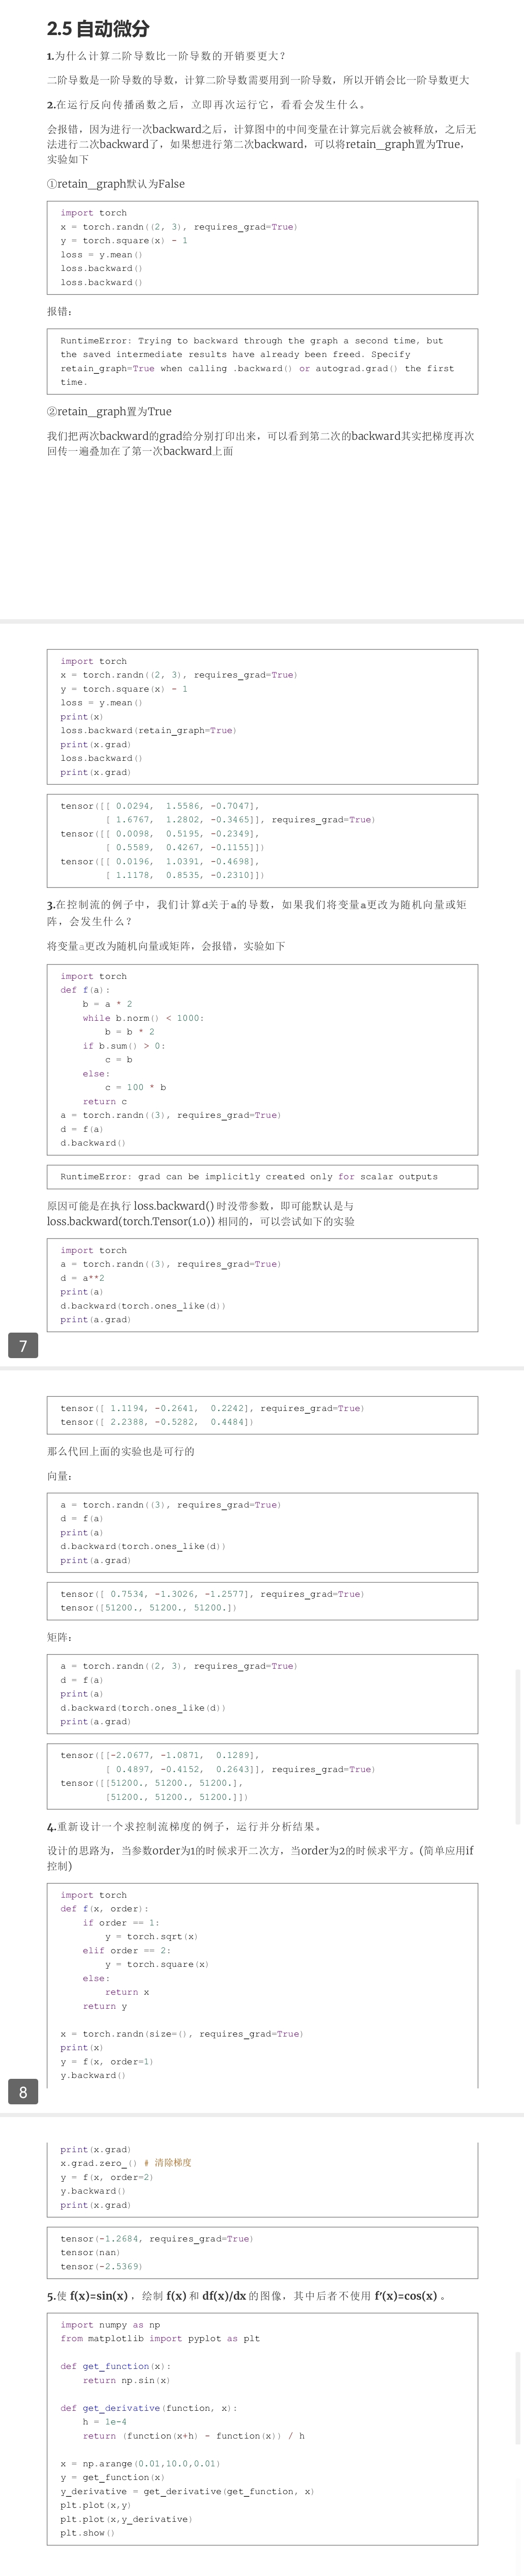 2.5 自动微分
1.为什么计算二阶导数比一阶导数的开销要更大？
二阶导数是一阶导数的导数，计算二阶导数需要用到一阶导数，所以开销会比一阶导数更大
2.在运行反向传播函数之后，立即再次运行它，看看会发生什么。
会报错，因为进行一次backward之后，计算图中的中间变量在计算完后就会被释放，之后无
法进行二次backward了，如果想进行第二次backward，可以将retain_graph置为True，
实验如下
①retain_graph默认为False
import torch
x = torch.randn((2, 3), requires_grad=True)
y = torch.square(x) - 1
loss = y.mean()
loss.backward()
loss.backward()
报错：
RuntimeError: Trying to backward through the graph a second time, but
the saved intermediate results have already been freed. Specify
retain_graph=True when calling .backward() or autograd.grad() the first
time.
②retain_graph置为True
我们把两次backward的grad给分别打印出来，可以看到第二次的backward其实把梯度再次
回传一遍叠加在了第一次backward上面
import torch
x = torch.randn((2, 3), requires_grad=True)
y = torch.square(x) - 1
loss = y.mean()
print(x)
loss.backward(retain_graph=True)
print(x.grad)
loss.backward()
print(x.grad)
tensor([[ 0.0294,  1.5586, -0.7047],
        [ 1.6767,  1.2802, -0.3465]], requires_grad=True)
tensor([[ 0.0098,  0.5195, -0.2349],
        [ 0.5589,  0.4267, -0.1155]])
tensor([[ 0.0196,  1.0391, -0.4698],
        [ 1.1178,  0.8535, -0.2310]])
3.在控制流的例子中，我们计算d关于a的导数，如果我们将变量a更改为随机向量或矩
阵，会发生什么？
将变量a更改为随机向量或矩阵，会报错，实验如下
import torch
def f(a):
    b = a * 2
    while b.norm() < 1000:
        b = b * 2
    if b.sum() > 0:
        c = b
    else:
        c = 100 * b
    return c
a = torch.randn((3), requires_grad=True)
d = f(a)
d.backward()
RuntimeError: grad can be implicitly created only for scalar outputs
原因可能是在执行 loss.backward() 时没带参数，即可能默认是与
loss.backward(torch.Tensor(1.0)) 相同的，可以尝试如下的实验
import torch
a = torch.randn((3), requires_grad=True)
d = a**2
print(a)
d.backward(torch.ones_like(d))
print(a.grad)
7
tensor([ 1.1194, -0.2641,  0.2242], requires_grad=True)
tensor([ 2.2388, -0.5282,  0.4484])
那么代回上面的实验也是可行的
向量：
a = torch.randn((3), requires_grad=True)
d = f(a)
print(a)
d.backward(torch.ones_like(d))
print(a.grad)
tensor([ 0.7534, -1.3026, -1.2577], requires_grad=True)
tensor([51200., 51200., 51200.])
矩阵：
a = torch.randn((2, 3), requires_grad=True)
d = f(a)
print(a)
d.backward(torch.ones_like(d))
print(a.grad)
tensor([[-2.0677, -1.0871,  0.1289],
        [ 0.4897, -0.4152,  0.2643]], requires_grad=True)
tensor([[51200., 51200., 51200.],
        [51200., 51200., 51200.]])
4.重新设计一个求控制流梯度的例子，运行并分析结果。
设计的思路为，当参数order为1的时候求开二次方，当order为2的时候求平方。(简单应用if
控制)
import torch
def f(x, order):
    if order == 1:
        y = torch.sqrt(x)
    elif order == 2:
        y = torch.square(x)
    else:
        return x
    return y
x = torch.randn(size=(), requires_grad=True)
print(x)
y = f(x, order=1)
y.backward()
8
print(x.grad)
x.grad.zero_() # 清除梯度
y = f(x, order=2)
y.backward()
print(x.grad)
tensor(-1.2684, requires_grad=True)
tensor(nan)
tensor(-2.5369)
5.使 f(x)=sin(x) ，绘制 f(x) 和 df(x)/dx 的图像，其中后者不使用 f′(x)=cos(x) 。
import numpy as np
from matplotlib import pyplot as plt
def get_function(x):
    return np.sin(x)
def get_derivative(function, x):
    h = 1e-4
    return (function(x+h) - function(x)) / h
x = np.arange(0.01,10.0,0.01)
y = get_function(x)
y_derivative = get_derivative(get_function, x)
plt.plot(x,y)
plt.plot(x,y_derivative)
plt.show()